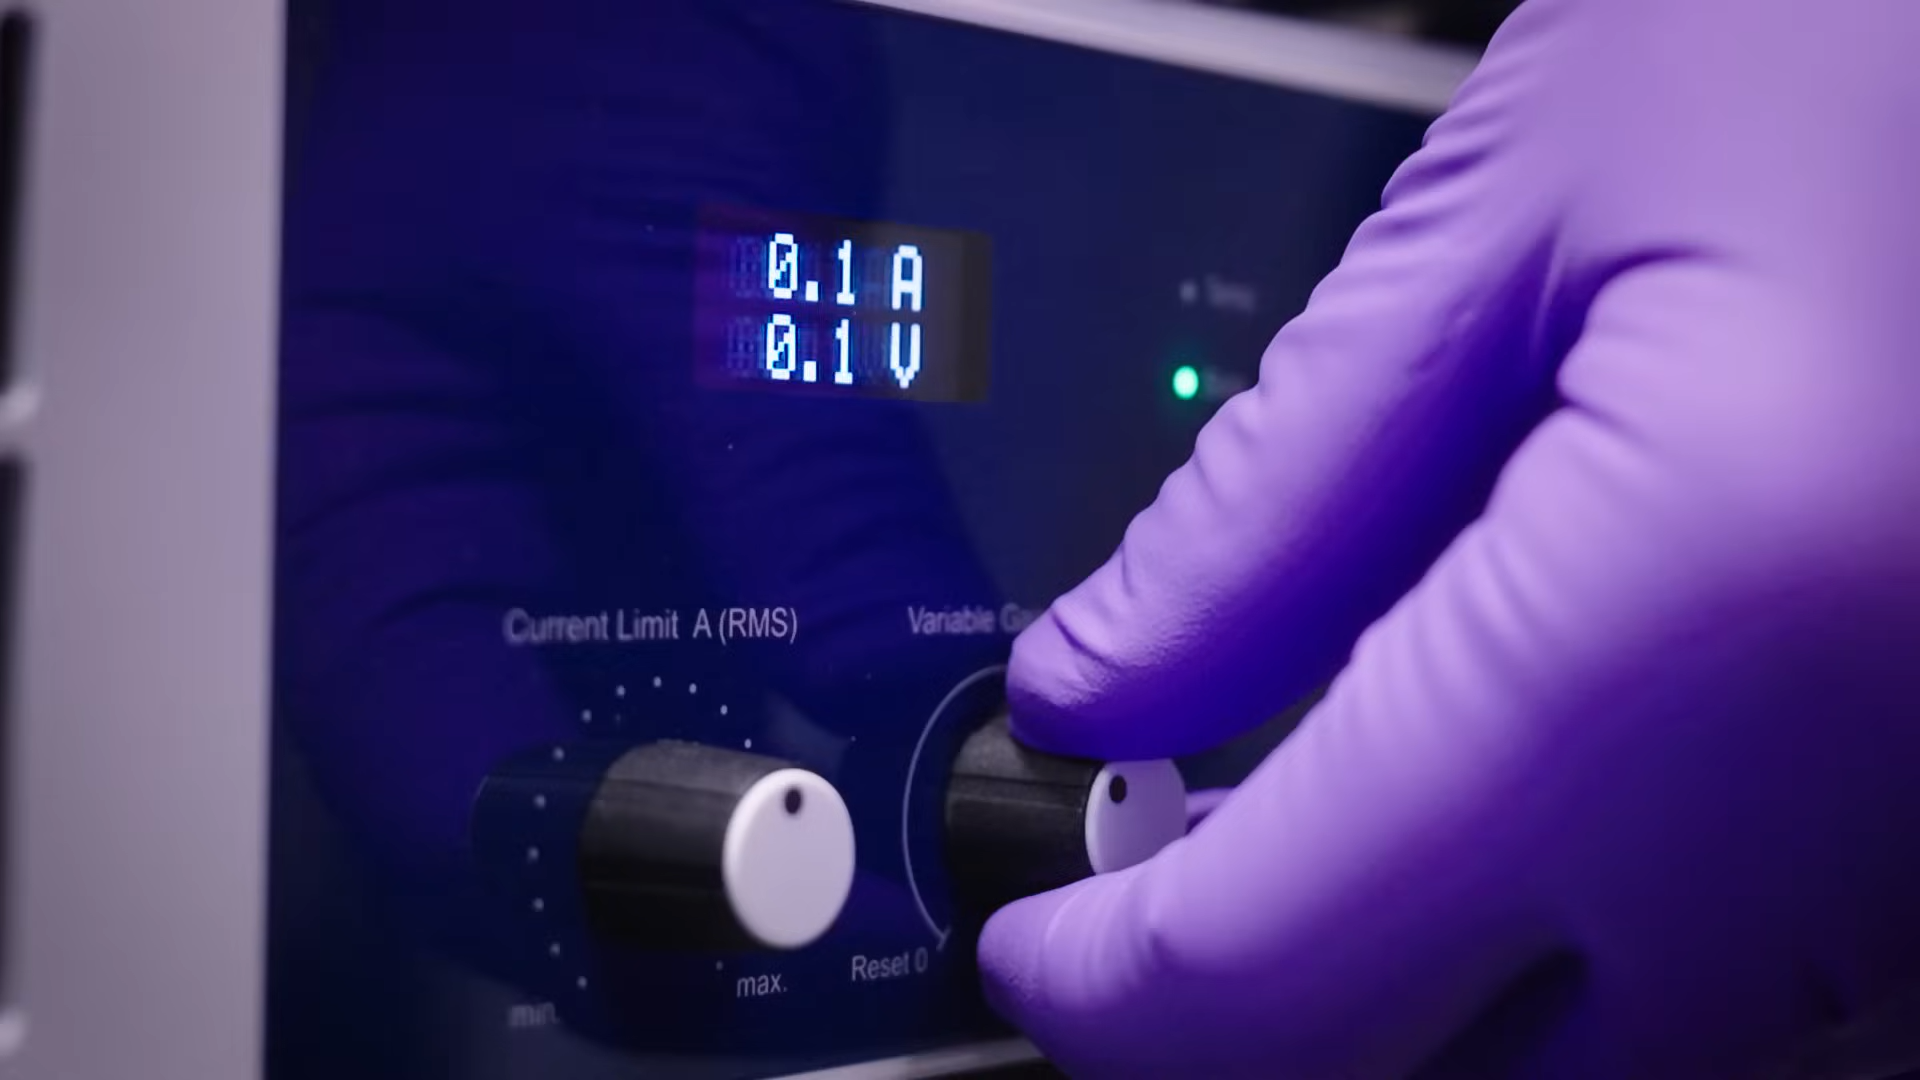 0.1 A
0.1 V
Current Limit A (RMS)
Variable
min.
max.
Reset 0